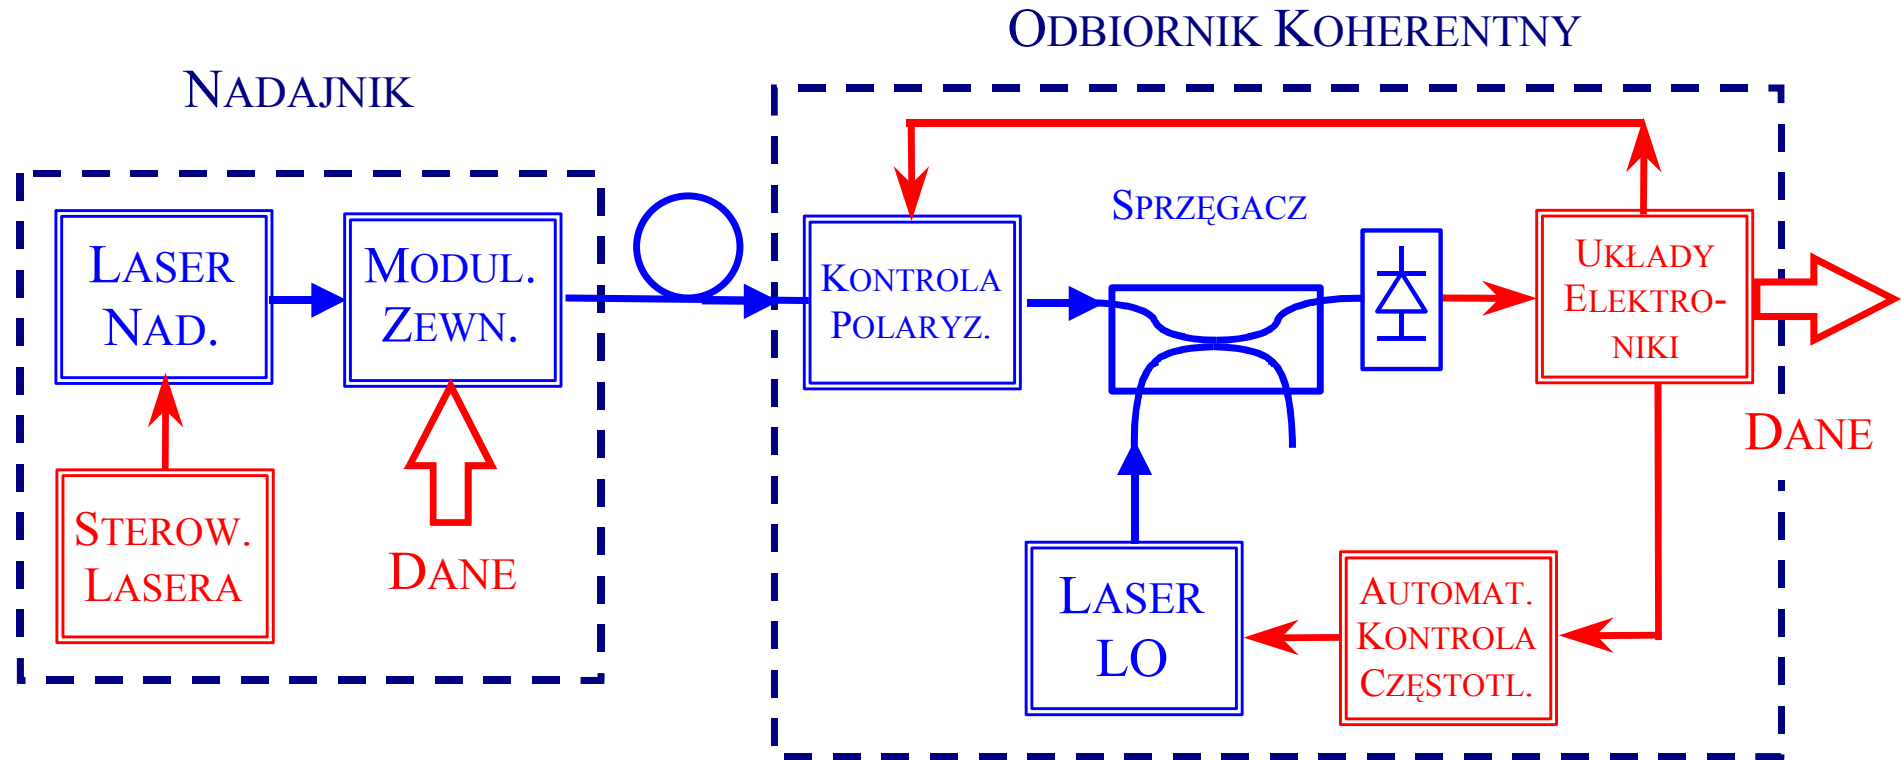 ODBIORNIK KOHERENTNY
NADAJNIK
LASER
NAD.
MODUL.
ZEWN.
STEROW.
LASERA
DANE
KONTROLA
POLARYZ.
SPRZĘGACZ
UKŁADY
ELEKTRO-
NIKI
DANE
LASER
LO
AUTOMAT.
KONTROLA
CZĘSTOTL.